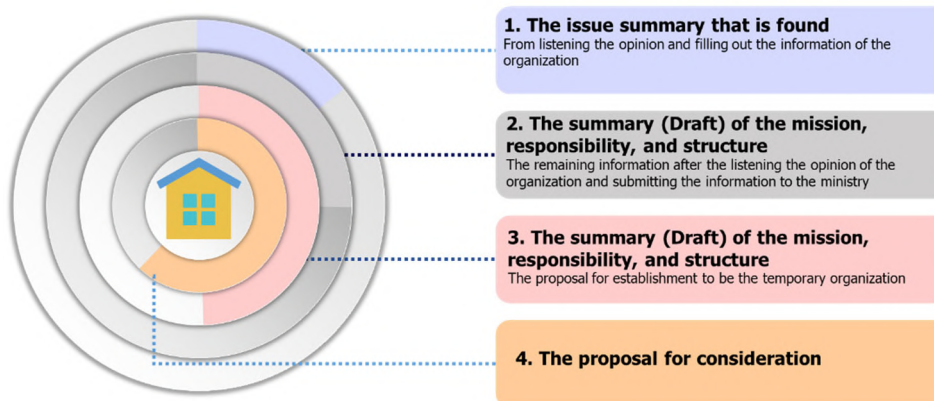 1. The issue summary that is found
From listening the opinion and filling out the information of the
organization
2. The summary (Draft) of the mission,
responsibility, and structure
The remaining information after the listening the opinion of the
organization and submitting the information to the ministry
3. The summary (Draft) of the mission,
responsibility, and structure
The proposal for establishment to be the temporary organization
4. The proposal for consideration